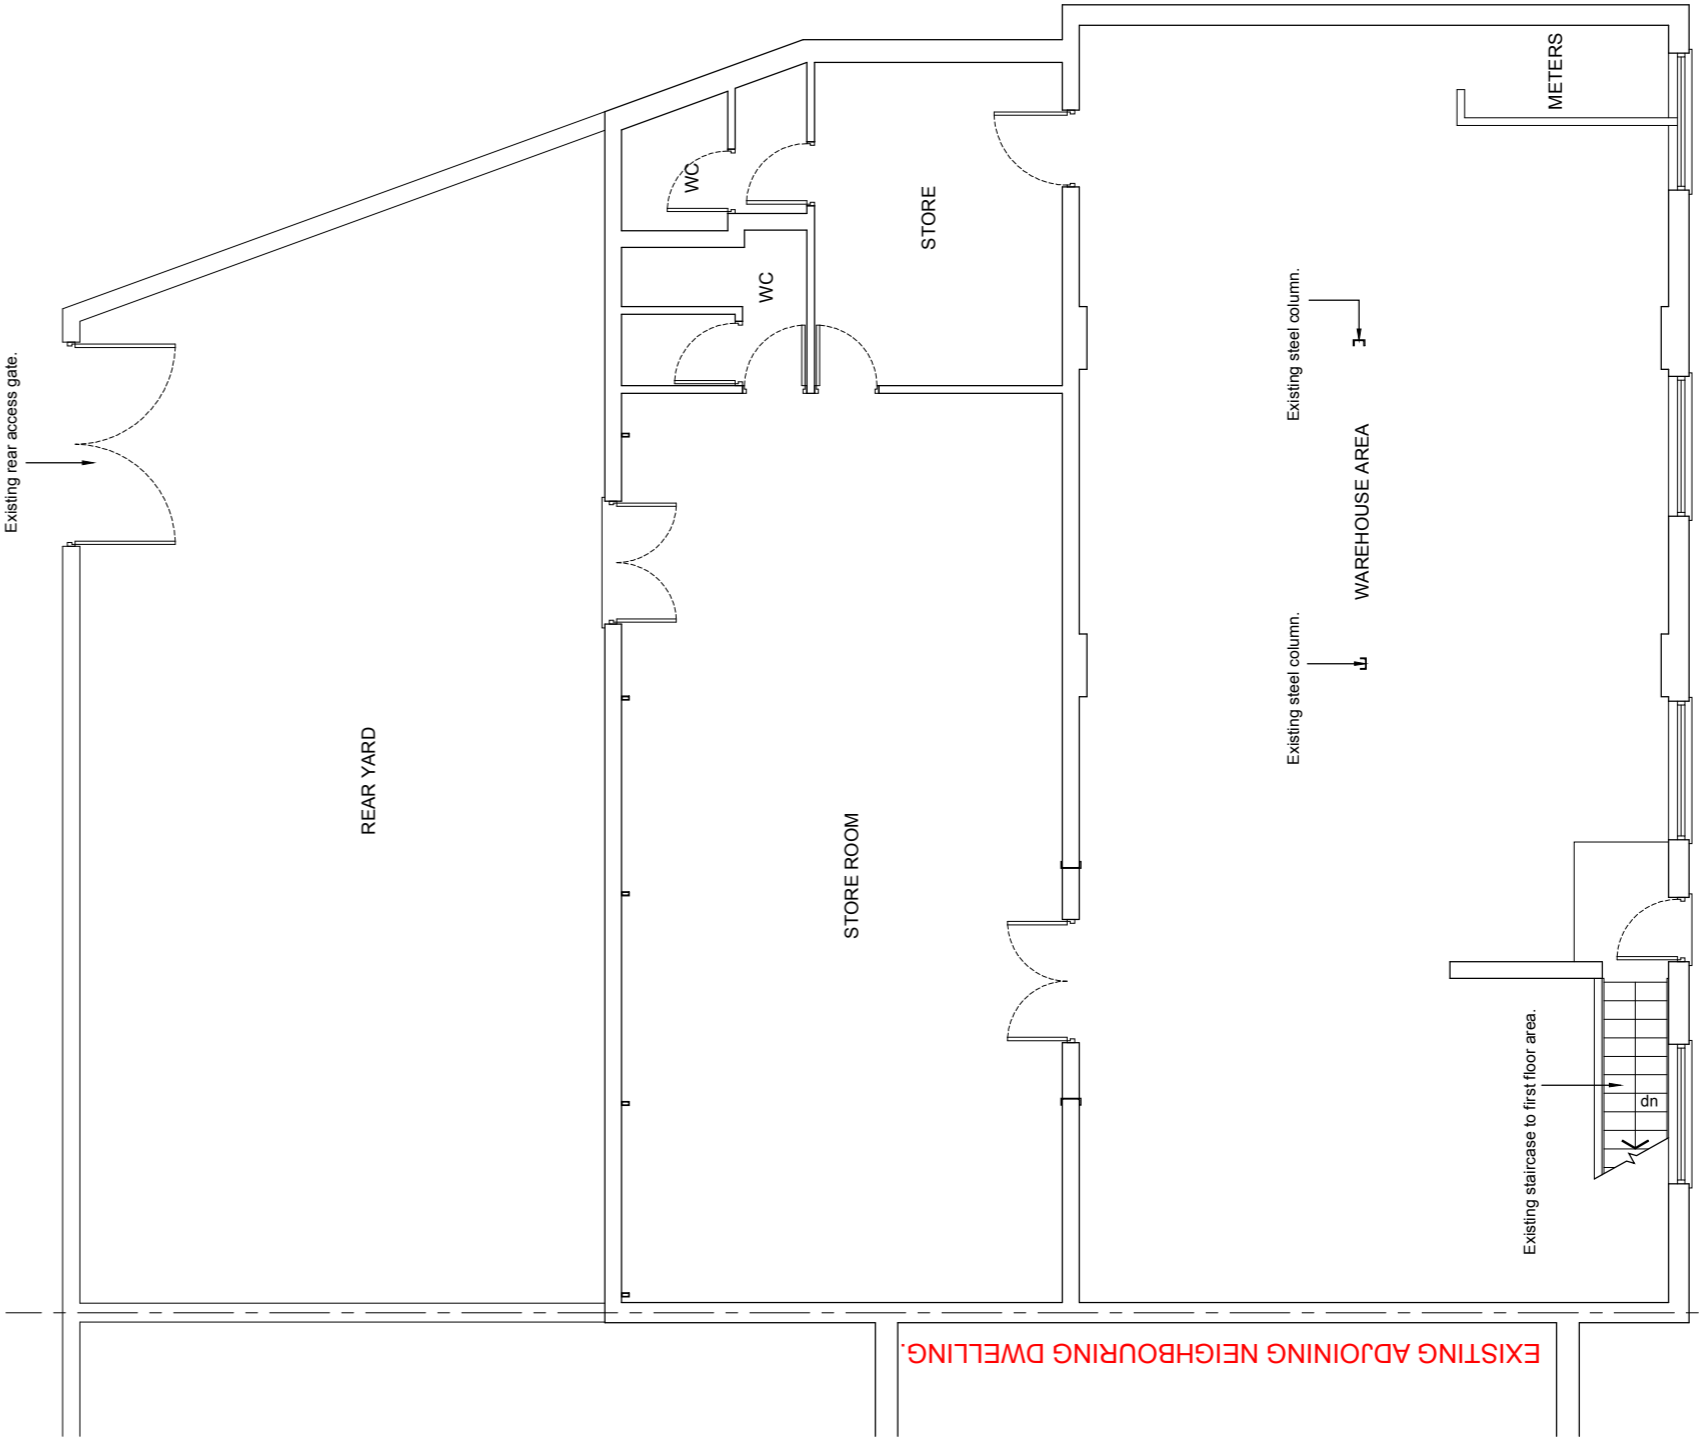 Existing rear access gate.
REAR YARD
WC
WC
STORE
STORE ROOM
METERS
Existing steel column.
WAREHOUSE AREA
Existing steel column.
Existing staircase to first floor area.
dn
EXISTING ADJOINING NEIGHBOURING DWELLING.